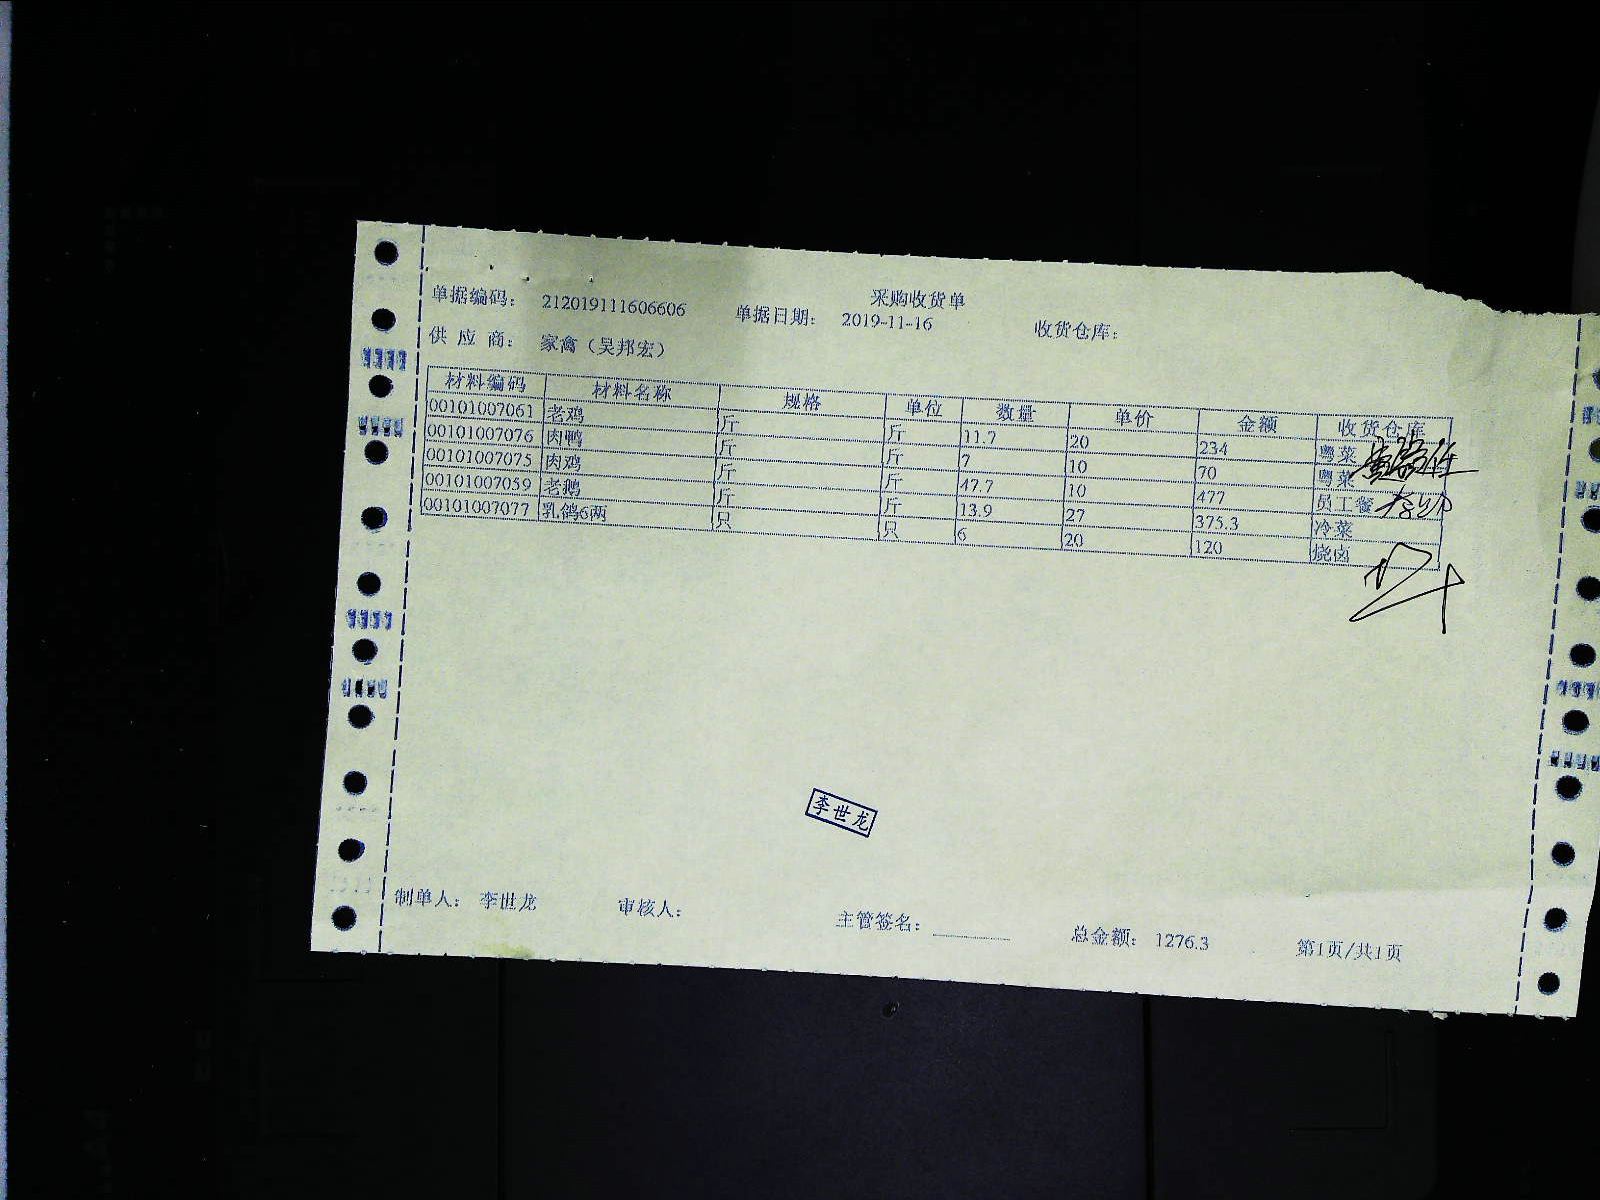 采购收货单
单据编码： 212019111606606 单据日期： 2019-11-16 收货仓库：
供 应 商： 家禽（吴邦宏）
材料编码 材料名称 规格 单位 数量 单价 金额 收货仓库
00101007061 老鸡 斤 斤 11.7 20 234 粤菜
00101007076 肉鸭 斤 斤 7 10 70 粤菜
00101007075 肉鸡 斤 斤 47.7 10 477 员工餐
00101007059 老鹅 斤 斤 13.9 27 375.3 冷菜
00101007077 乳鸽6两 只 只 6 20 120 烧卤
李世龙
制单人： 李世龙 审核人： 主管签名： 总金额： 1276.3 第1页/共1页